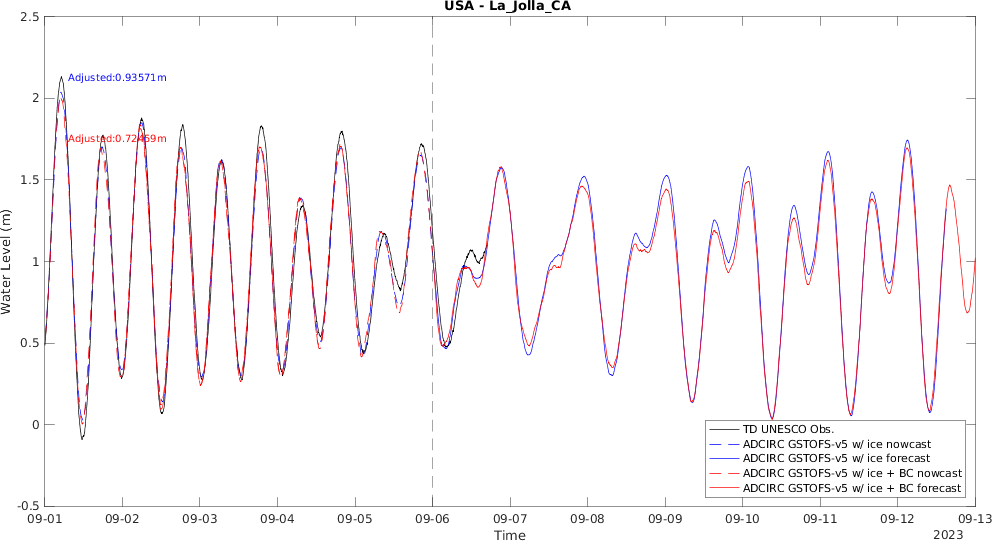 USA - La_Jolla_CA
2.5
2
1.5
1
0.5
0
-0.5
Water Level (m)
Adjusted:0.93571m
Adjusted:0.72459m
TD UNESCO Obs.
ADCIRC GSTOFS-v5 w/ ice nowcast
ADCIRC GSTOFS-v5 w/ ice forecast
ADCIRC GSTOFS-v5 w/ ice + BC nowcast
ADCIRC GSTOFS-v5 w/ ice + BC forecast
09-01 09-02 09-03 09-04 09-05 09-06 09-07 09-08 09-09 09-10 09-11 09-12 09-13
Time
2023